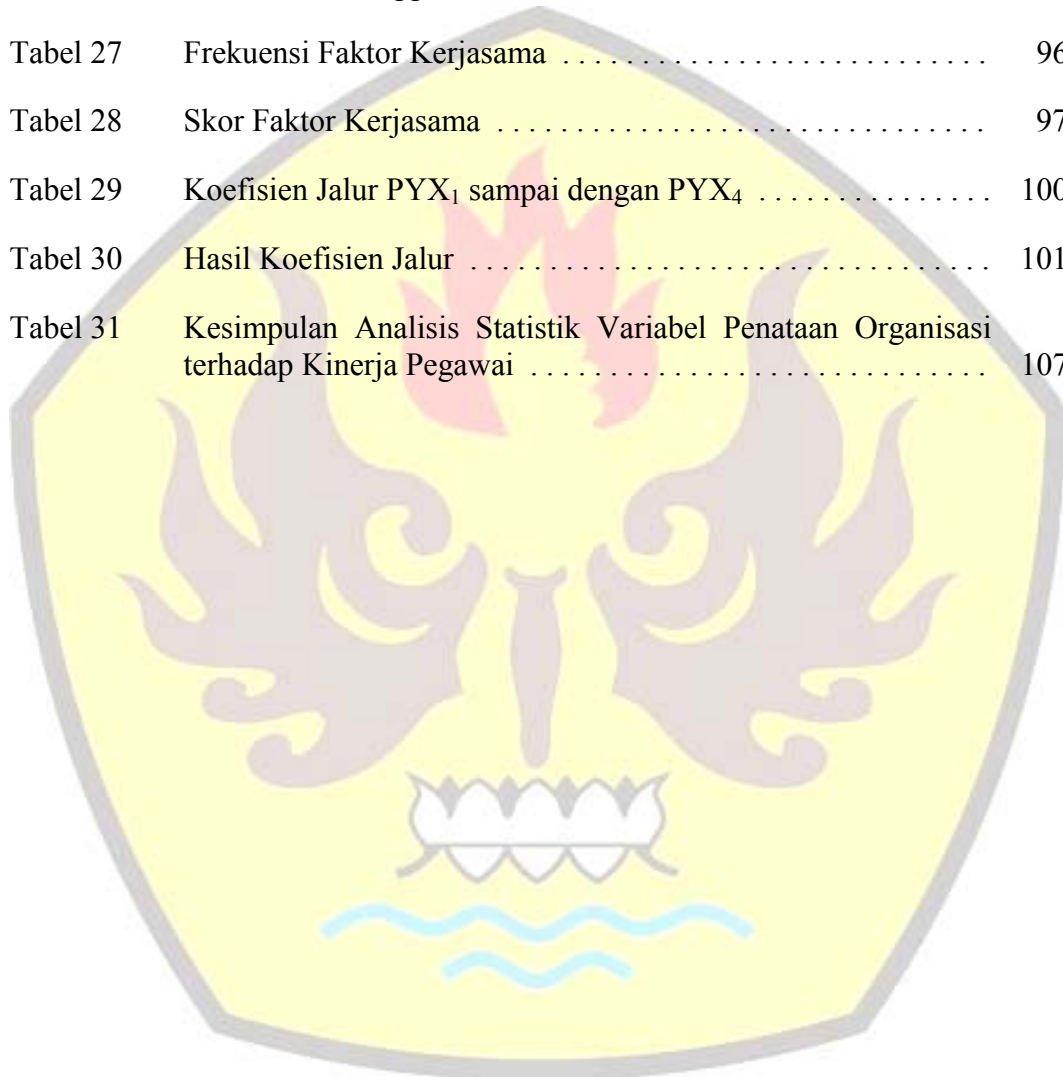 Tabel 27 Frekuensi Faktor Kerjasama . . . . . . . . . . . . . . . . . . . . . . . . . . . 96
Tabel 28 Skor Faktor Kerjasama . . . . . . . . . . . . . . . . . . . . . . . . . . . . . . . 97
Tabel 29 Koefisien Jalur PYX₁ sampai dengan PYX₄ . . . . . . . . . . . . . . . 100
Tabel 30 Hasil Koefisien Jalur . . . . . . . . . . . . . . . . . . . . . . . . . . . . . . . . . 101
Tabel 31 Kesimpulan Analisis Statistik Variabel Penataan Organisasi
terhadap Kinerja Pegawai . . . . . . . . . . . . . . . . . . . . . . . . . . . . . 107